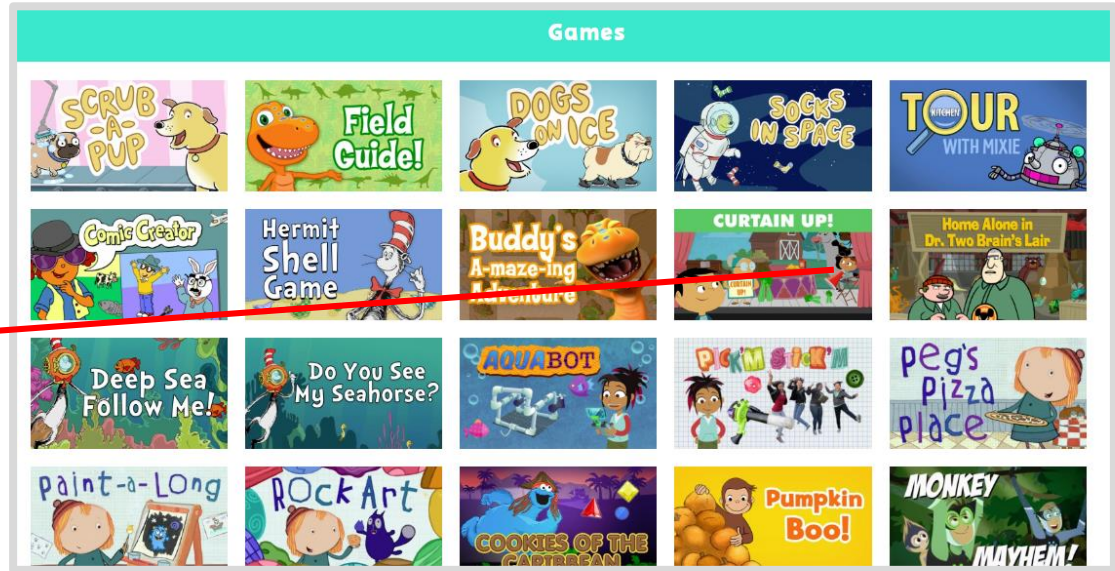 Games
SCRUB
-A-
PUP
Field
Guide!
DOGS
ON ICE
SOCKS
IN SPACE
TOUR
KITCHEN
WITH MIXIE
Comic Creator
Hermit
Shell
Game
Buddy's
A-maze-ing
Adventure
CURTAIN UP!
CURTAIN
UP!
Home Alone in
Dr. Two Brain's Lair
Deep Sea
Follow Me!
Do You See
My Seahorse?
AQUABOT
PICK'M STICK'M
peg's
pizza
place
paint-a-Long
ROCK Art
COOKIES OF THE
CARIBBEAN
Pumpkin
Boo!
MONKEY
MAYHEM!